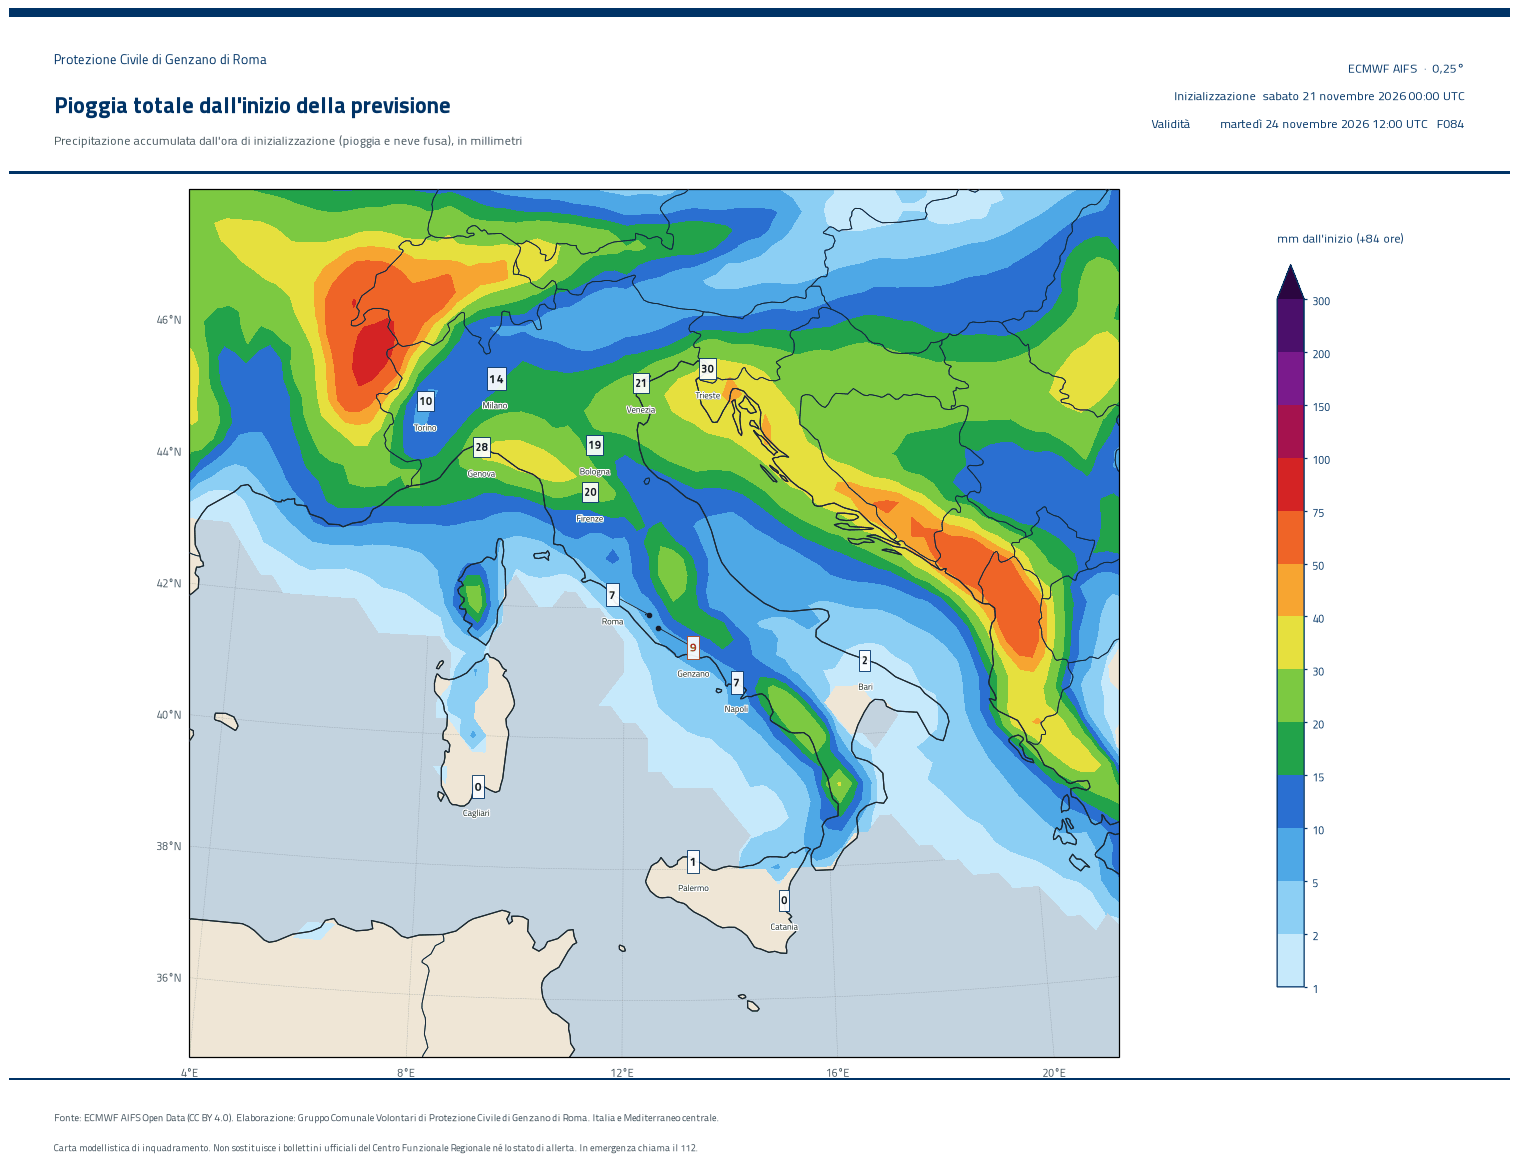 Protezione Civile di Genzano di Roma
Pioggia totale dall'inizio della previsione
Precipitazione accumulata dall'ora di inizializzazione (pioggia e neve fusa), in millimetri
ECMWF AIFS · 0,25°
Inizializzazione sabato 21 novembre 2026 00:00 UTC
Validità martedì 24 novembre 2026 12:00 UTC F084
mm dall'inizio (+84 ore)
300
200
150
100
75
50
40
30
20
15
10
5
2
1
46°N
44°N
42°N
40°N
38°N
36°N
4°E
8°E
12°E
16°E
20°E
30
Trieste
21
Venezia
14
Milano
10
Torino
28
Genova
19
Bologna
20
Firenze
7
Roma
9
Genzano
7
Napoli
2
Bari
0
Cagliari
1
Palermo
0
Catania
Fonte: ECMWF AIFS Open Data (CC BY 4.0). Elaborazione: Gruppo Comunale Volontari di Protezione Civile di Genzano di Roma. Italia e Mediterraneo centrale.
Carta modellistica di inquadramento. Non sostituisce i bollettini ufficiali del Centro Funzionale Regionale né lo stato di allerta. In emergenza chiama il 112.